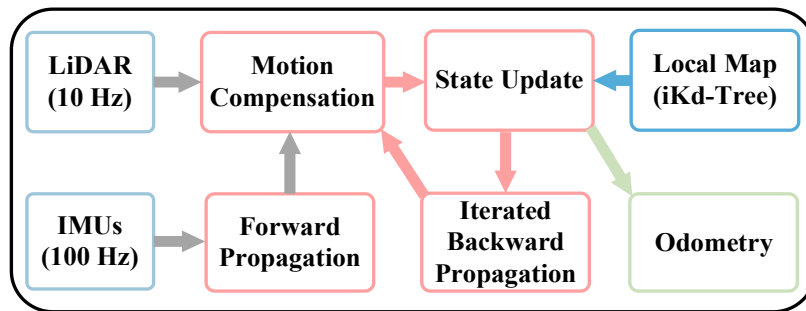 LiDAR
(10 Hz)
Motion
Compensation
State Update
Local Map
(iKd-Tree)
IMUs
(100 Hz)
Forward
Propagation
Iterated
Backward
Propagation
Odometry